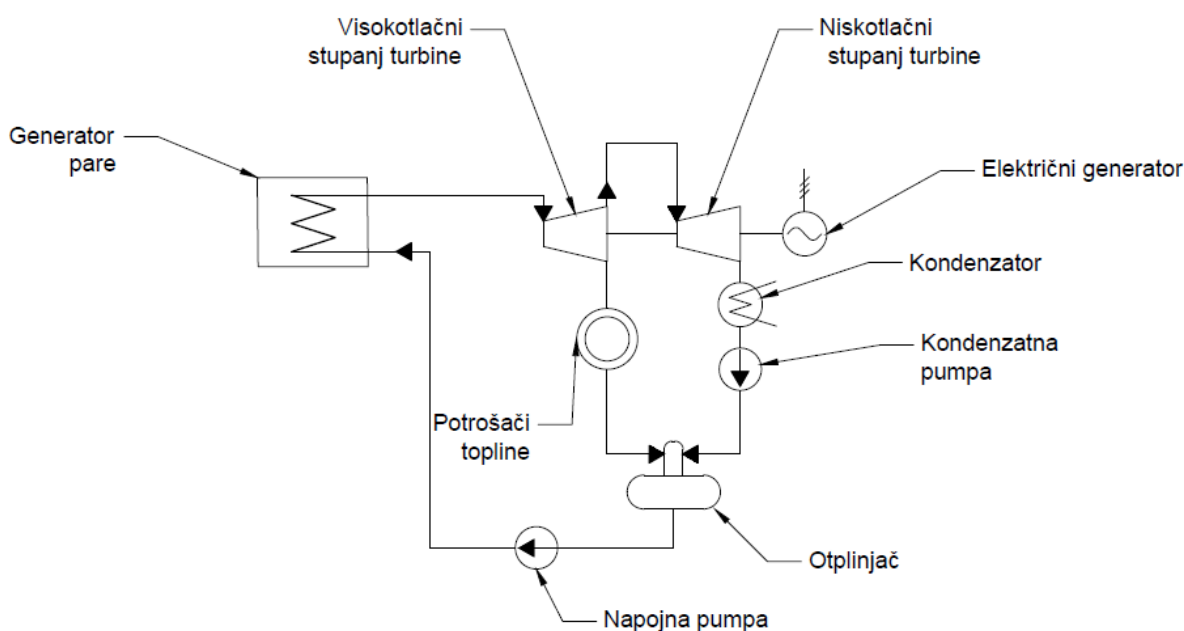 Visokotlačni
stupanj turbine
Niskotlačni
stupanj turbine
Generator
pare
Električni generator
Kondenzator
Kondenzatna
pumpa
Potrošači
topline
Otplinjač
Napojna pumpa